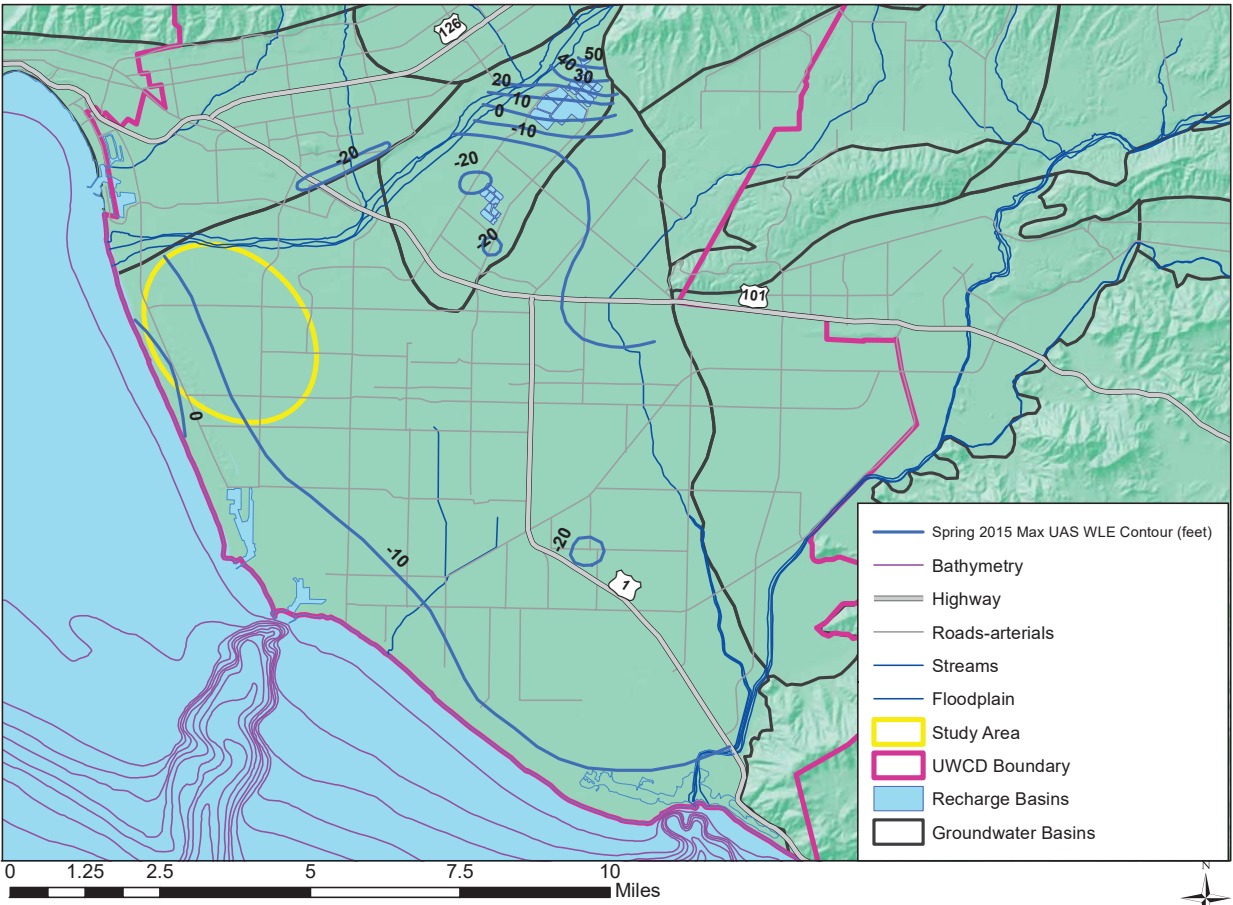 126
50
40
30
20
10
0
-10
-20
-20
-20
101
0
-10
-20
1
Spring 2015 Max UAS WLE Contour (feet)
Bathymetry
Highway
Roads-arterials
Streams
Floodplain
Study Area
UWCD Boundary
Recharge Basins
Groundwater Basins
0 1.25 2.5 5 7.5 10
Miles
N